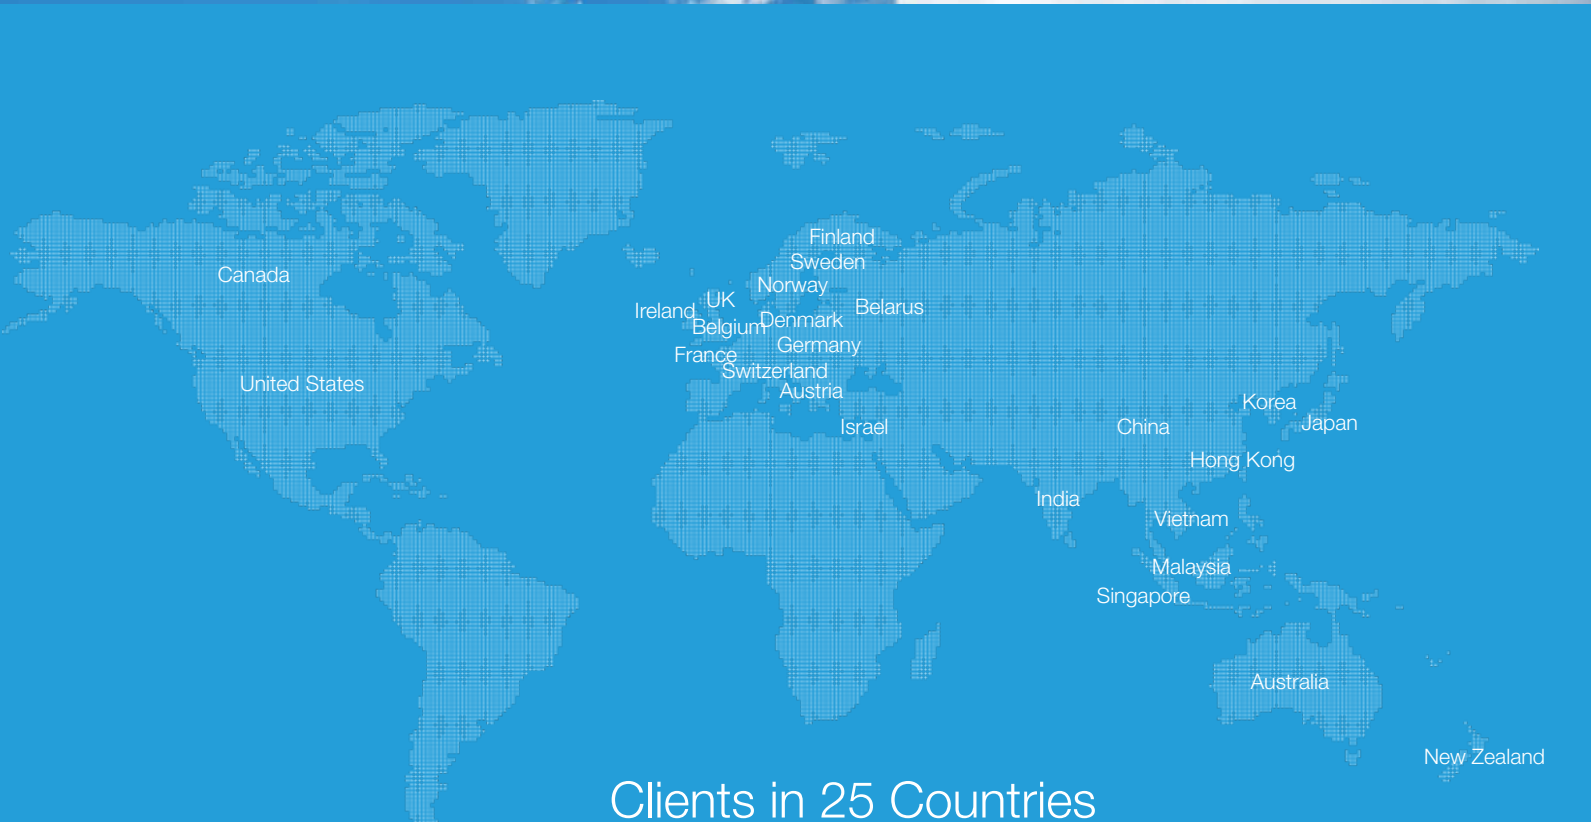 Finland
Sweden
Canada
Norway
UK
Belarus
Ireland
Denmark
Belgium
Germany
France
Switzerland
United States
Austria
Korea
Japan
Israel
China
Hong Kong
India
Vietnam
Malaysia
Singapore
Australia
New Zealand
Clients in 25 Countries